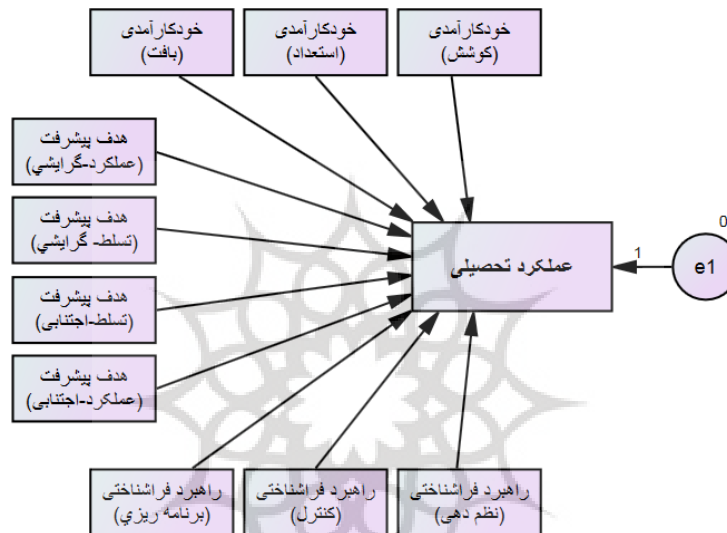 خودکارآمدی
(کوشش)
خودکارآمدی
(استعداد)
خودکارآمدی
(بافت)
هدف پیشرفت
(عملکرد-گرایشي)
هدف پیشرفت
(تسلط- گرایشي)
هدف پیشرفت
(تسلط-اجتنابی)
هدف پیشرفت
(عملکرد-اجتنابی)
عملکرد تحصیلی
1
0
e1
راهبرد فراشناختی
(نظم دهی)
راهبرد فراشناختی
(کنترل)
راهبرد فراشناختی
(برنامه ریزي)